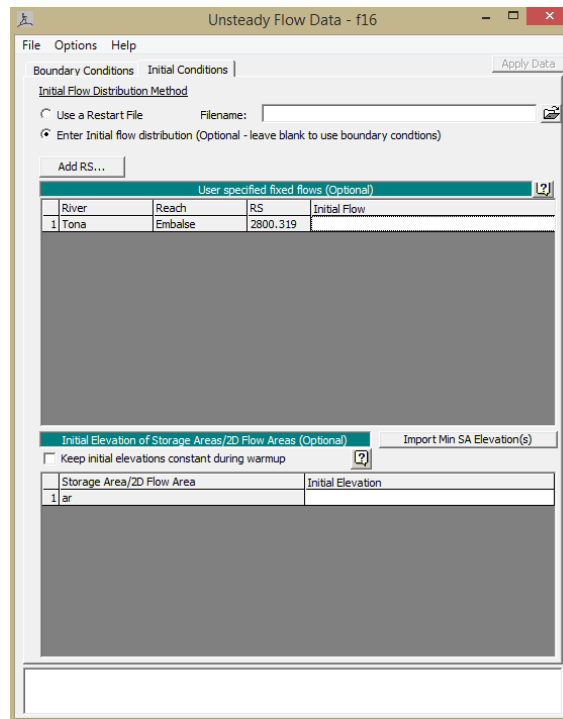 Unsteady Flow Data - f16
File Options Help
Boundary Conditions Initial Conditions Apply Data
Initial Flow Distribution Method
Use a Restart File Filename:
Enter Initial flow distribution (Optional - leave blank to use boundary condtions)
Add RS...
User specified fixed flows (Optional)
River Reach RS Initial Flow
1 Tona Embalse 2800.319
Initial Elevation of Storage Areas/2D Flow Areas (Optional) Import Min SA Elevation(s)
Keep initial elevations constant during warmup
Storage Area/2D Flow Area Initial Elevation
1 ar